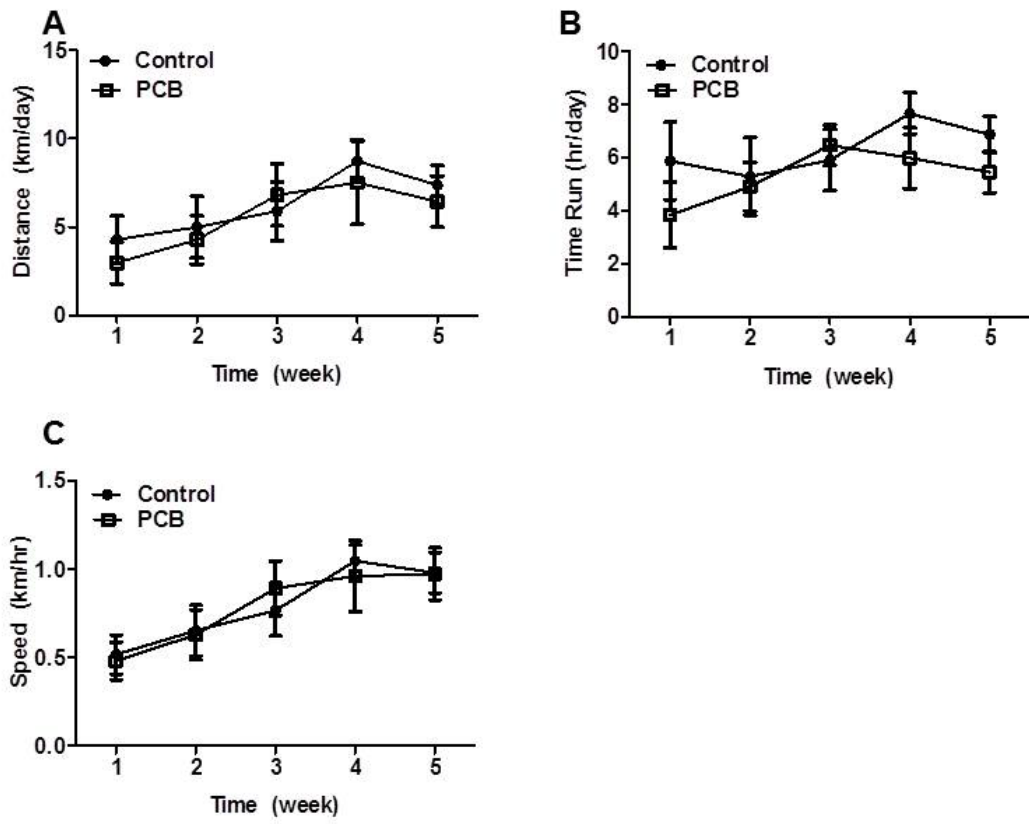 A
15
10
5
0
Distance (km/day)
Control
PCB
1 2 3 4 5
Time (week)
B
10
8
6
4
2
0
Time Run (hr/day)
Control
PCB
1 2 3 4 5
Time (week)
C
1.5
1.0
0.5
0.0
Speed (km/hr)
Control
PCB
1 2 3 4 5
Time (week)